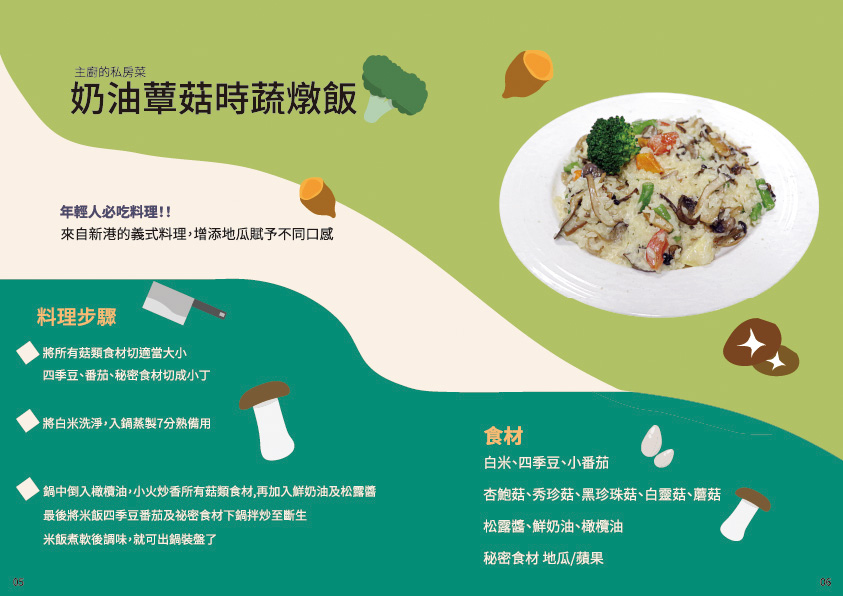 主廚的私房菜
奶油蕈菇時蔬燉飯
年輕人必吃料理!!
來自新港的義式料理,增添地瓜賦予不同口感
料理步驟
將所有菇類食材切適當大小
四季豆、番茄、秘密食材切成小丁
將白米洗淨,入鍋蒸製7分熟備用
鍋中倒入橄欖油,小火炒香所有菇類食材,再加入鮮奶油及松露醬
最後將米飯四季豆番茄及祕密食材下鍋拌炒至斷生
米飯煮軟後調味,就可出鍋裝盤了
食材
白米、四季豆、小番茄
杏鮑菇、秀珍菇、黑珍珠菇、白靈菇、蘑菇
松露醬、鮮奶油、橄欖油
秘密食材 地瓜/蘋果
05
06